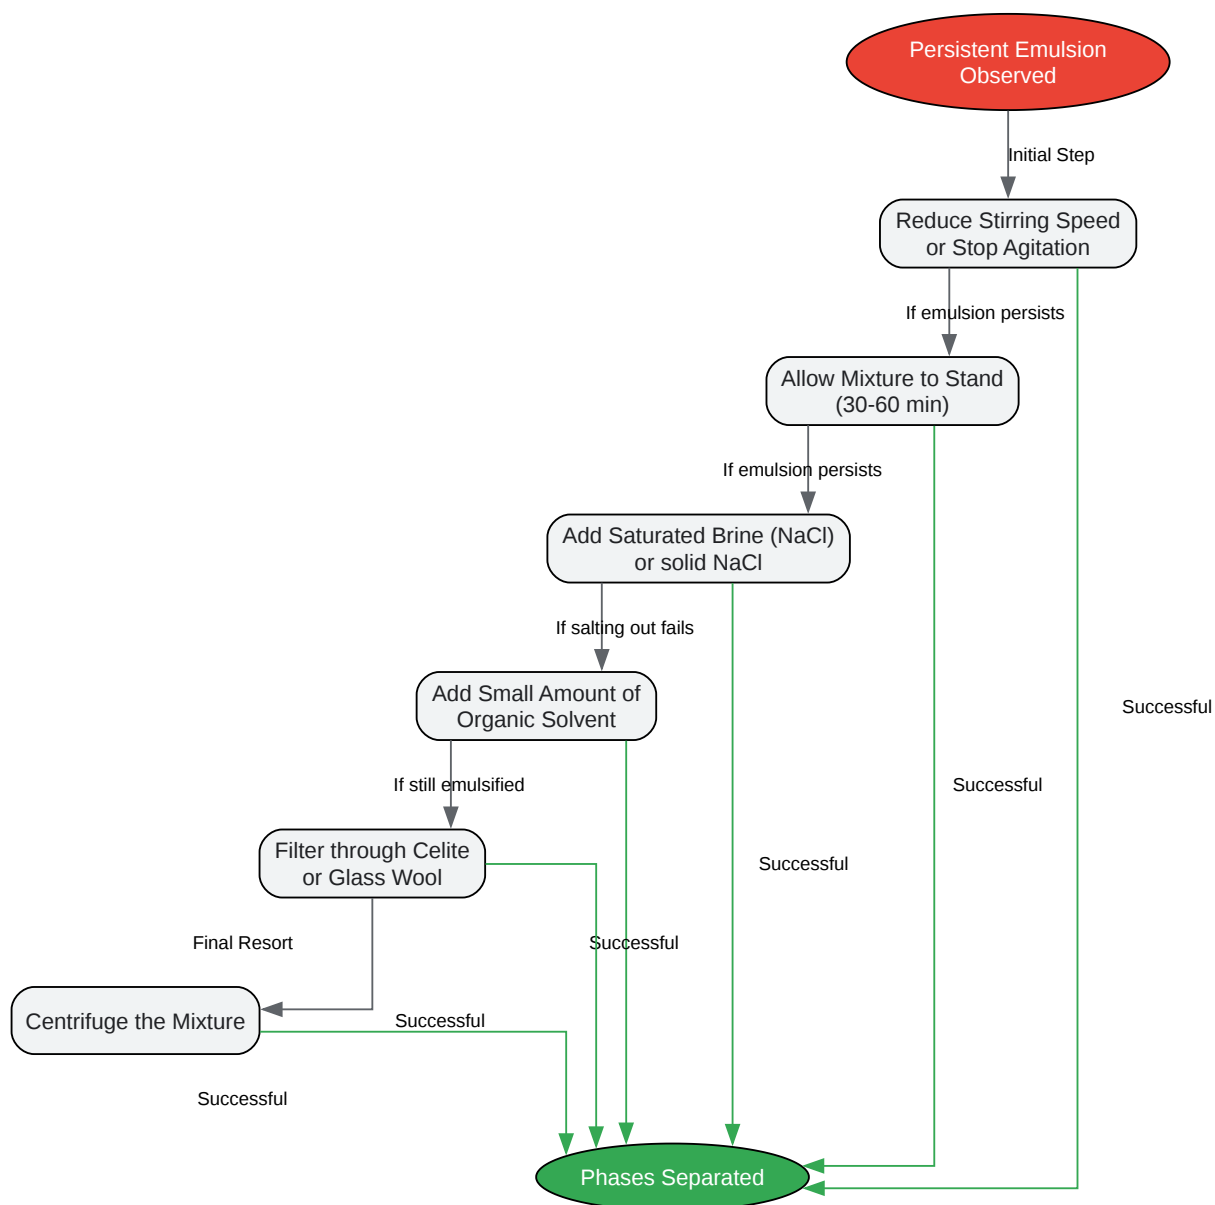 Persistent Emulsion
Observed
Initial Step
Reduce Stirring Speed
or Stop Agitation
If emulsion persists
Allow Mixture to Stand
(30-60 min)
If emulsion persists
Add Saturated Brine (NaCl)
or solid NaCl
If salting out fails
Add Small Amount of
Organic Solvent
Successful
If still emulsified
Successful
Filter through Celite
or Glass Wool
Successful
Final Resort
Successful
Centrifuge the Mixture
Successful
Successful
Phases Separated